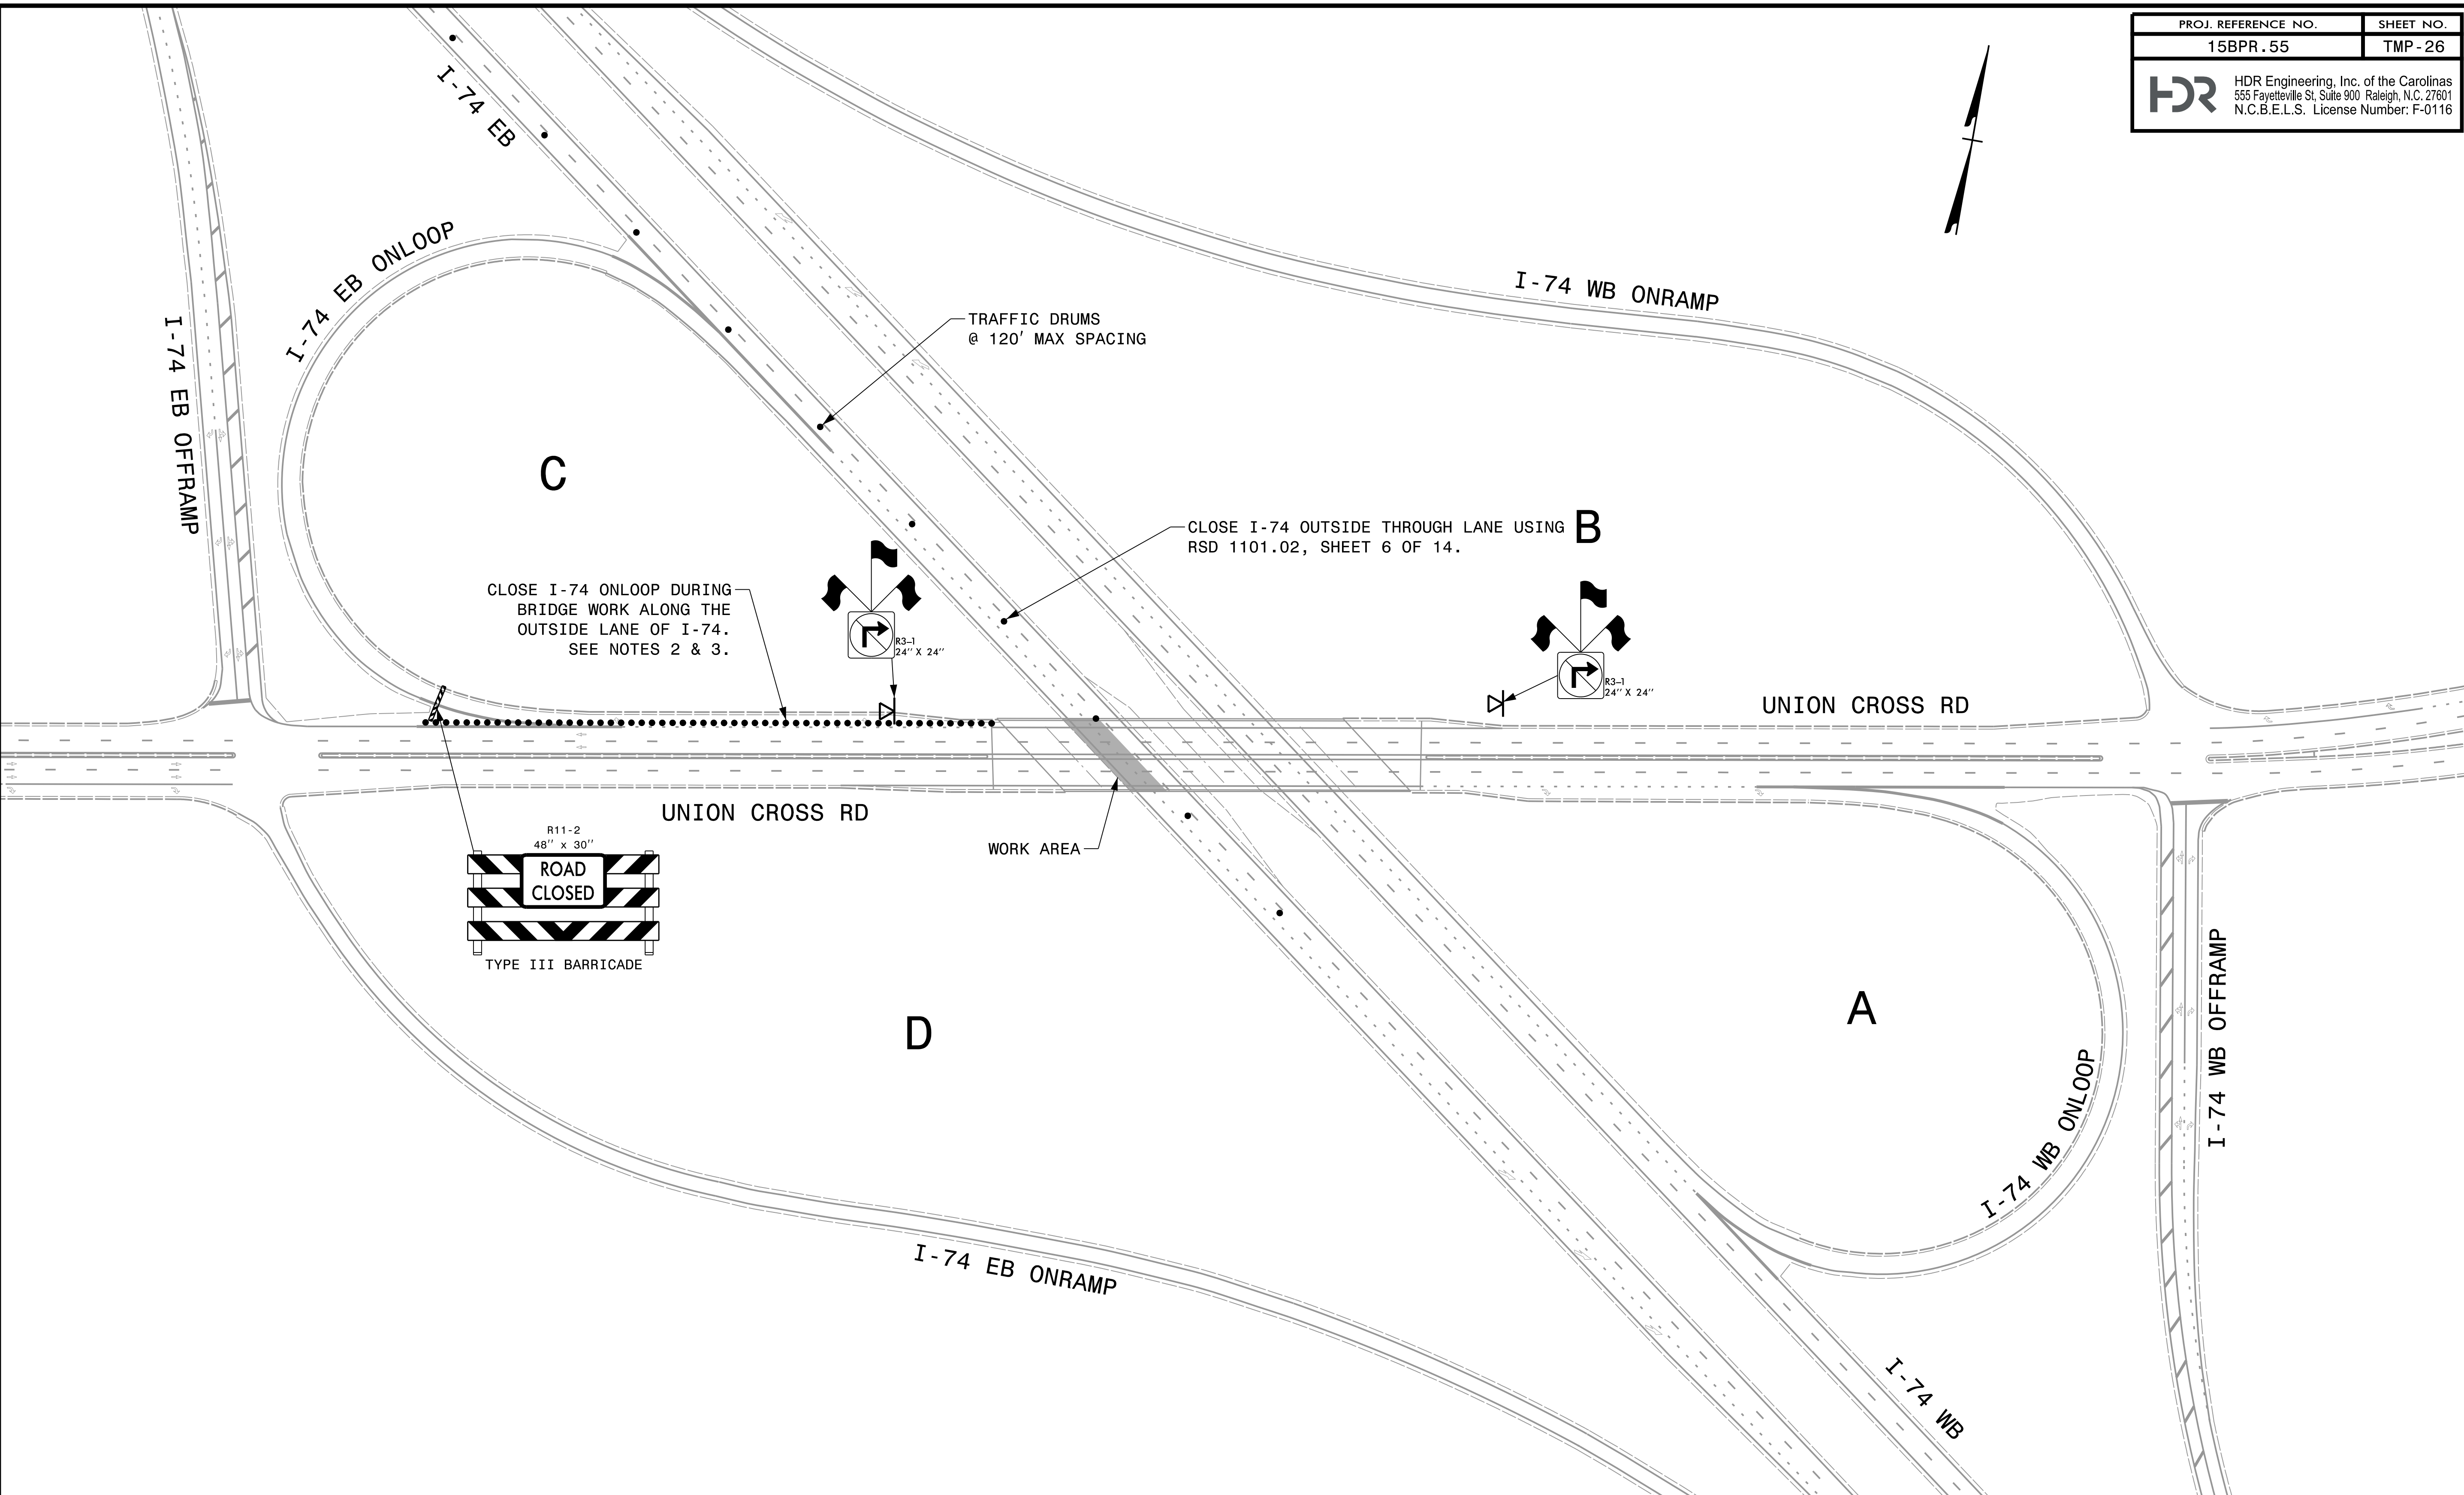 PROJ. REFERENCE NO. SHEET NO.
15BPR.55 TMP-26
HDR
HDR Engineering, Inc. of the Carolinas
555 Fayetteville St, Suite 900 Raleigh, N.C. 27601
N.C.B.E.L.S. License Number: F-0116
I-74 EB
I-74 EB ONLOOP
I-74 EB OFFRAMP
I-74 WB ONRAMP
TRAFFIC DRUMS
@ 120' MAX SPACING
C
B
CLOSE I-74 OUTSIDE THROUGH LANE USING
RSD 1101.02, SHEET 6 OF 14.
CLOSE I-74 ONLOOP DURING
BRIDGE WORK ALONG THE
OUTSIDE LANE OF I-74.
SEE NOTES 2 & 3.
R3-1
24" X 24"
R3-1
24" X 24"
UNION CROSS RD
UNION CROSS RD
WORK AREA
R11-2
48" x 30"
ROAD
CLOSED
TYPE III BARRICADE
D
A
I-74 WB OFFRAMP
I-74 WB ONLOOP
I-74 EB ONRAMP
I-74 WB